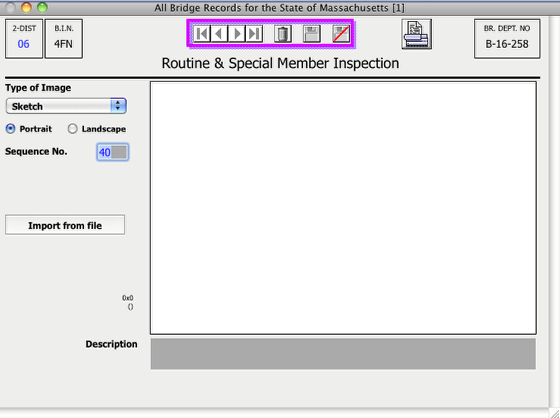 All Bridge Records for the State of Massachusetts [1]
2-DIST
06
B.I.N.
4FN
BR. DEPT. NO
B-16-258
Routine & Special Member Inspection
Type of Image
Sketch
Portrait
Landscape
Sequence No.
40
Import from file
0x0
()
Description